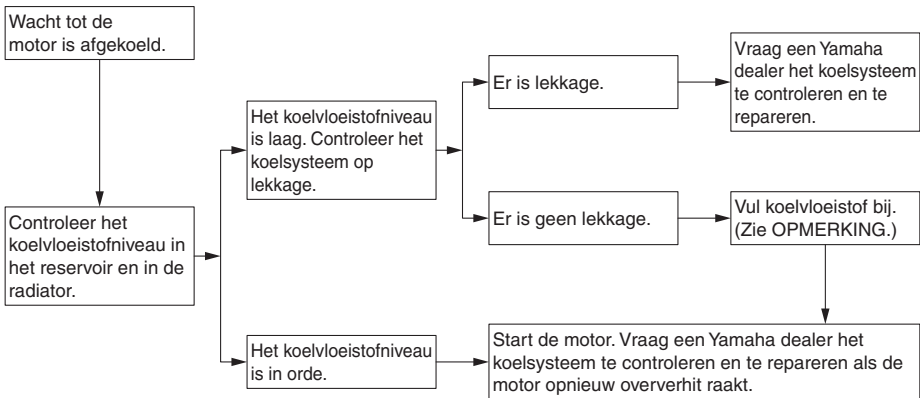 Wacht tot de
motor is afgekoeld.
Controleer het
koelvloeistofniveau in
het reservoir en in de
radiator.
Het koelvloeistofniveau
is laag. Controleer het
koelsysteem op
lekkage.
Er is lekkage.
Vraag een Yamaha
dealer het koelsysteem
te controleren en te
repareren.
Er is geen lekkage.
Vul koelvloeistof bij.
(Zie OPMERKING.)
Het koelvloeistofniveau
is in orde.
Start de motor. Vraag een Yamaha dealer het
koelsysteem te controleren en te repareren als de
motor opnieuw oververhit raakt.